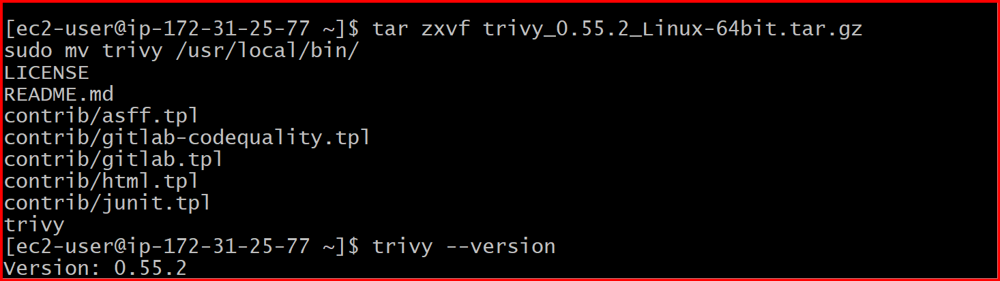 [ec2-user@ip-172-31-25-77 ~]$ tar zxvf trivy_0.55.2_Linux-64bit.tar.gz
sudo mv trivy /usr/local/bin/
LICENSE
README.md
contrib/asff.tpl
contrib/gitlab-codequality.tpl
contrib/gitlab.tpl
contrib/html.tpl
contrib/junit.tpl
trivy
[ec2-user@ip-172-31-25-77 ~]$ trivy --version
Version: 0.55.2